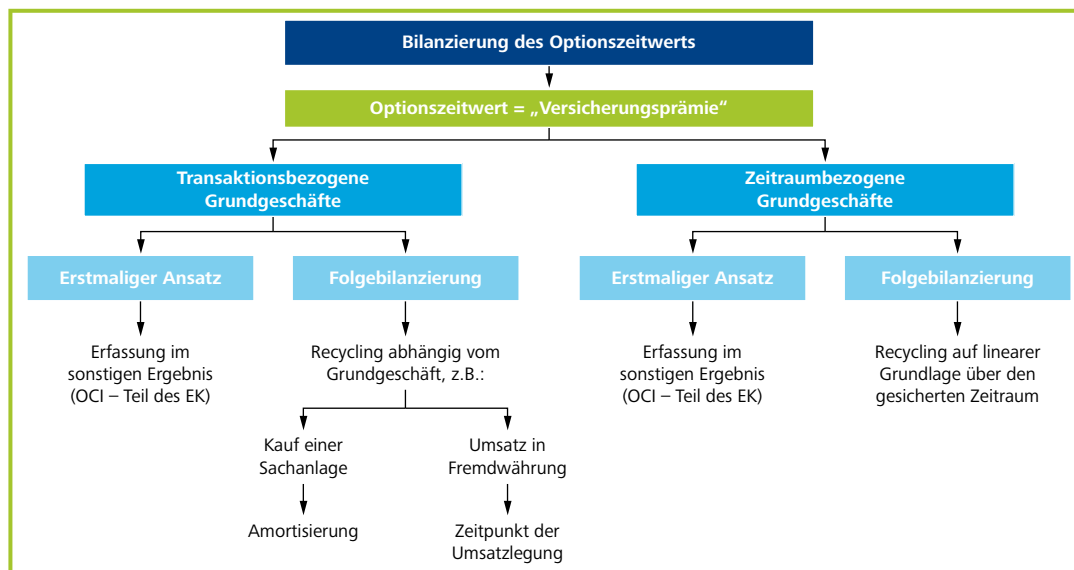 Bilanzierung des Optionszeitwerts
Optionszeitwert = „Versicherungsprämie“
Transaktionsbezogene
Grundgeschäfte
Zeitraumbezogene
Grundgeschäfte
Erstmaliger Ansatz
Folgebilanzierung
Erstmaliger Ansatz
Folgebilanzierung
Erfassung im
sonstigen Ergebnis
(OCI – Teil des EK)
Recycling abhängig vom
Grundgeschäft, z.B.:
Erfassung im
sonstigen Ergebnis
(OCI – Teil des EK)
Recycling auf linearer
Grundlage über den
gesicherten Zeitraum
Kauf einer
Sachanlage
Umsatz in
Fremdwährung
Amortisierung
Zeitpunkt der
Umsatzlegung